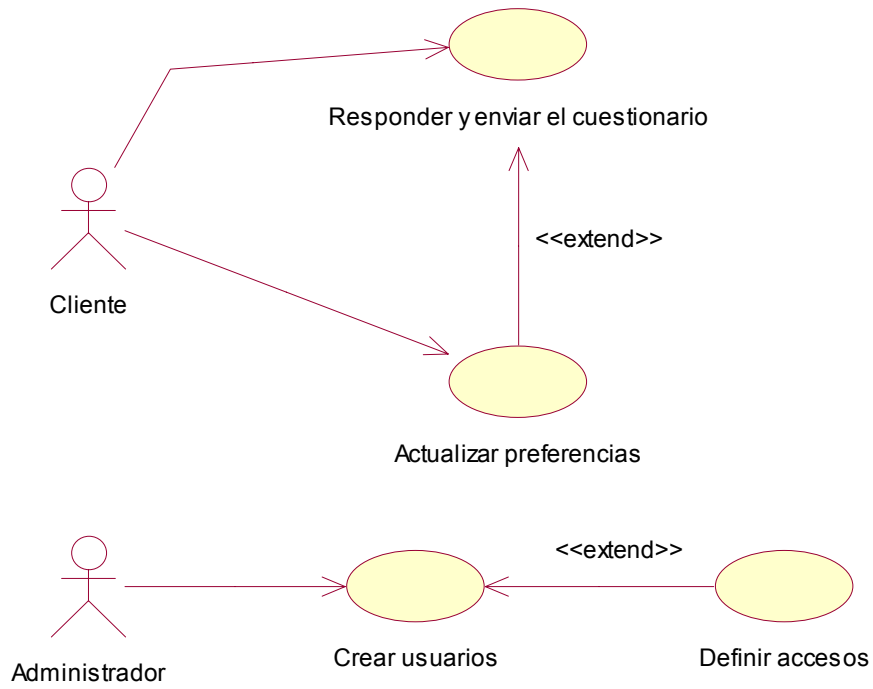 Responder y enviar el cuestionario
<<extend>>
Cliente
Actualizar preferencias
<<extend>>
Administrador
Crear usuarios
Definir accesos